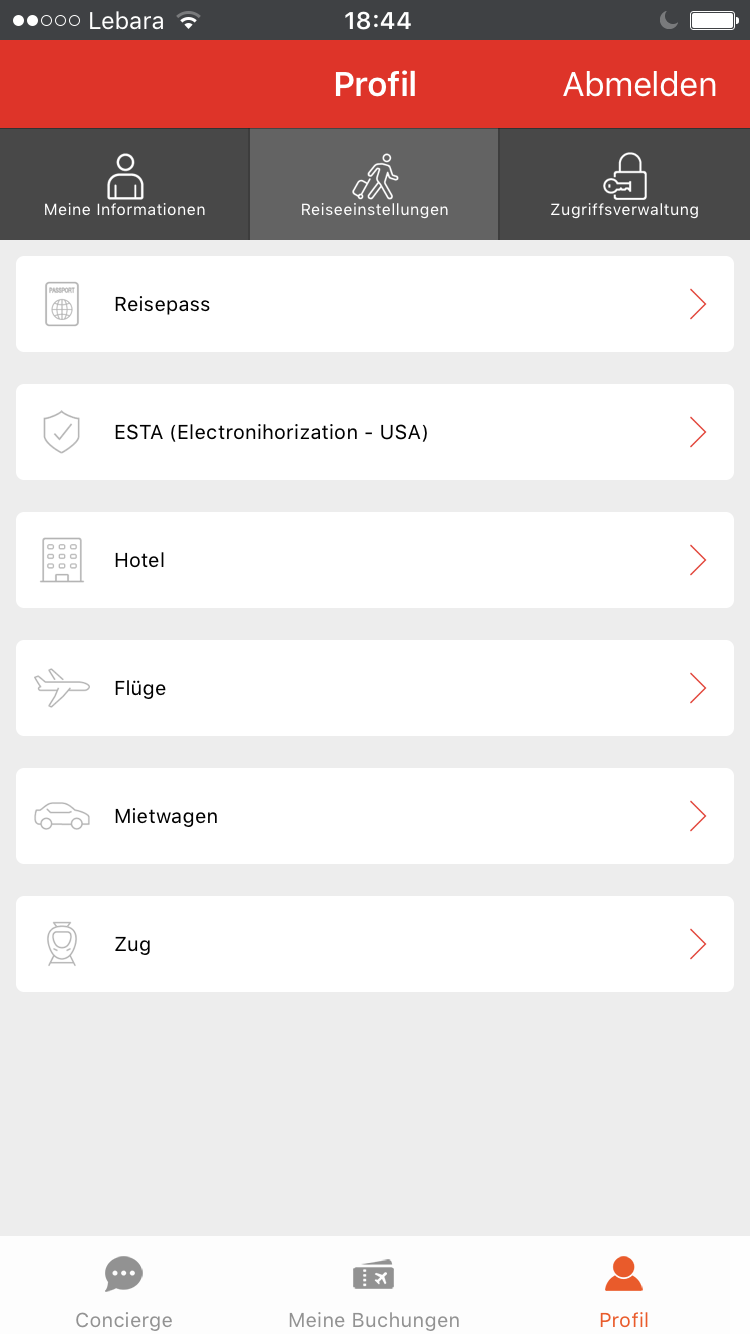 Lebara 18:44
Profil Abmelden
Meine Informationen Reiseeinstellungen Zugriffsverwaltung
PASSPORT
Reisepass
ESTA (Electronihorization - USA)
Hotel
Flüge
Mietwagen
Zug
Concierge Meine Buchungen Profil